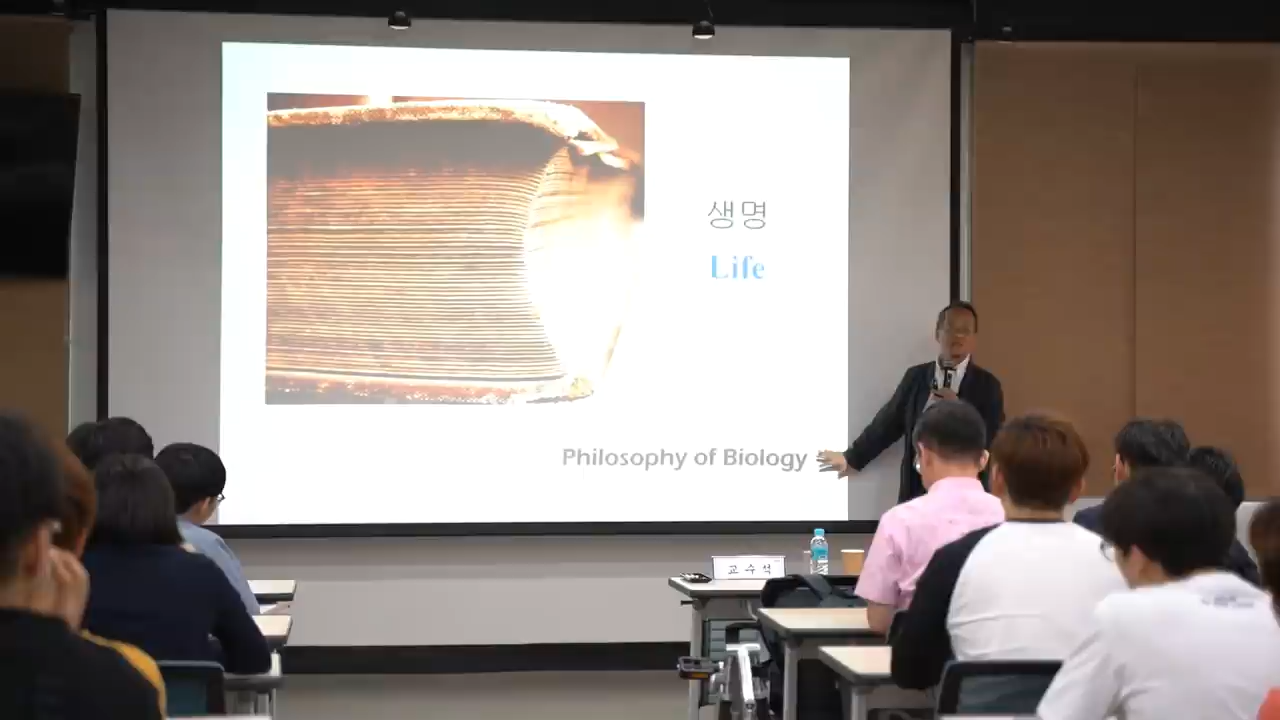 생명
Life
Philosophy of Biology
교 수 석